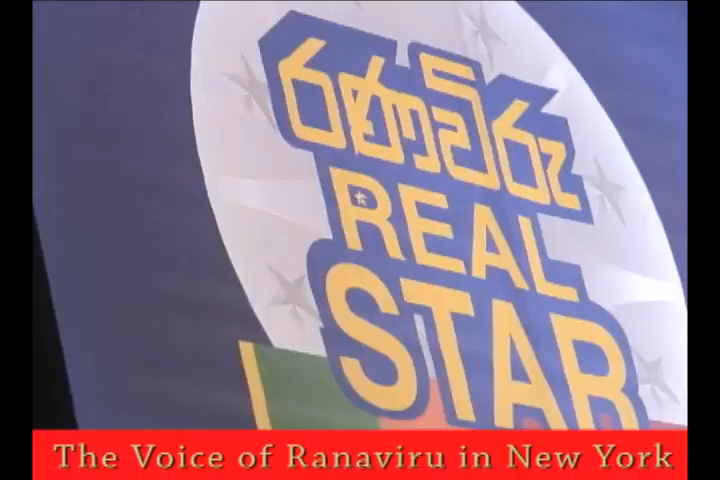 රණවිරු
REAL
STAR
The Voice of Ranaviru in New York